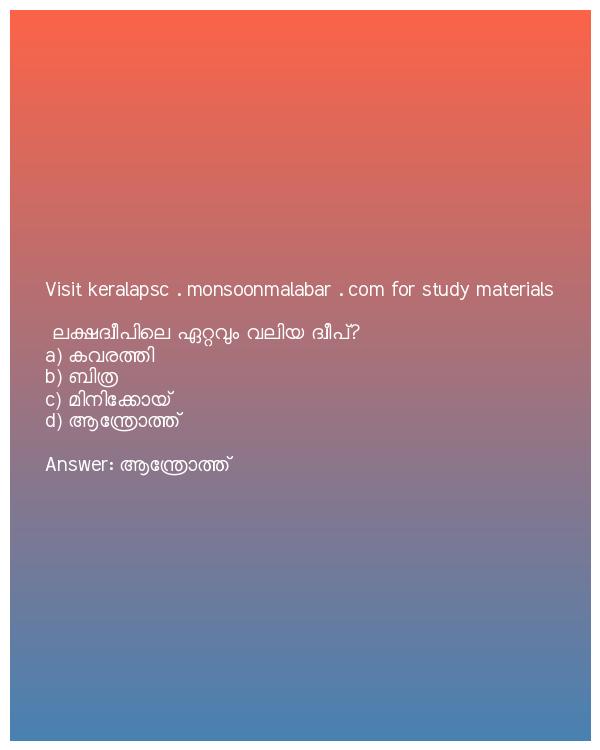 Visit keralapsc . monsoonmalabar . com for study materials
ലക്ഷദ്വീപിലെ ഏറ്റവും വലിയ ദ്വീപ്?
a) കവരത്തി
b) ബിത്ര
c) മിനിക്കോയ്
d) ആന്ത്രോത്ത്
Answer: ആന്ത്രോത്ത്